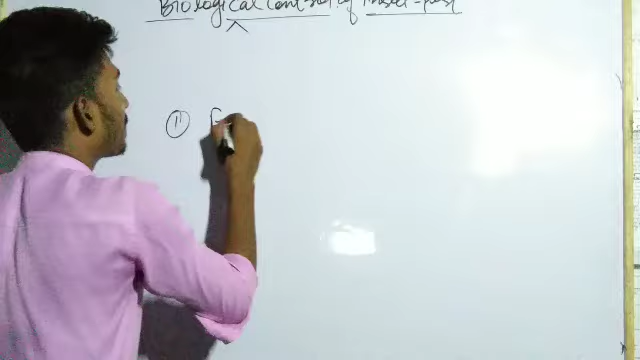 Biological Control of Insect-pest
①